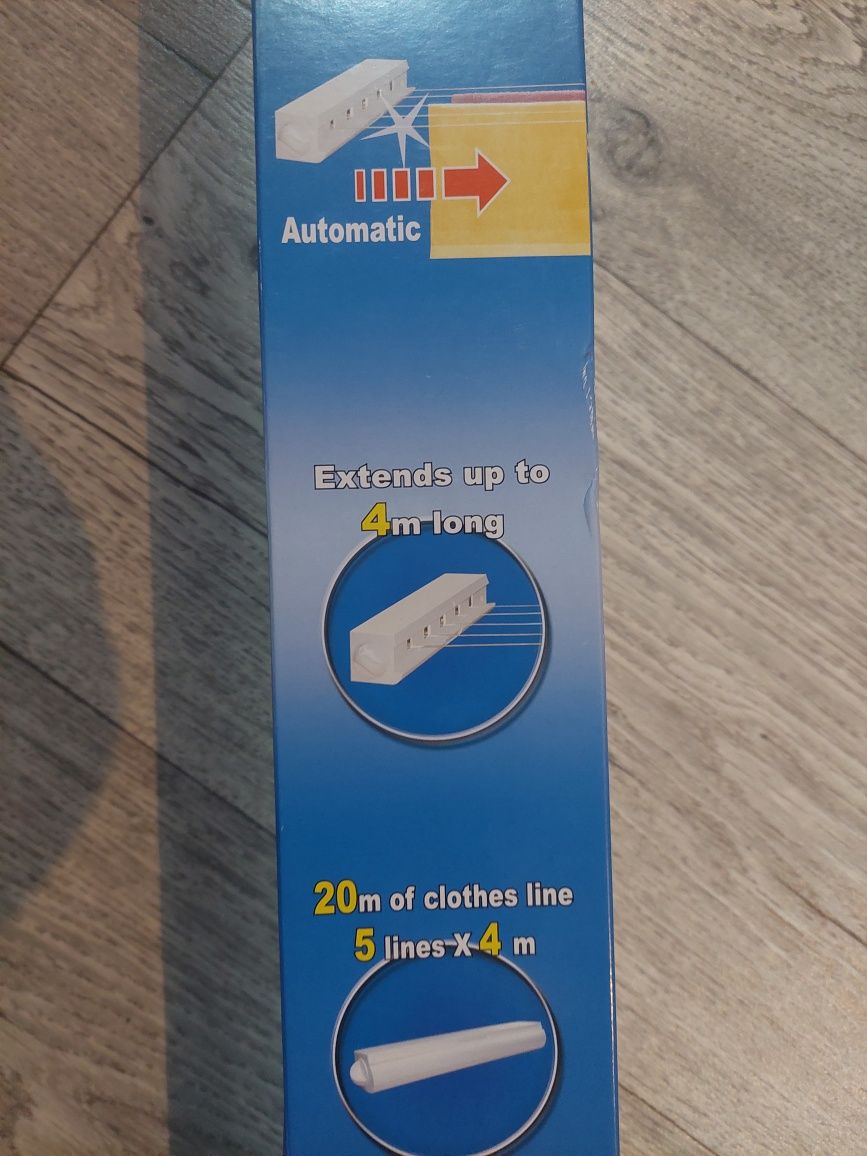 Automatic
Extends up to
4m long
20m of clothes line
5 lines X 4 m